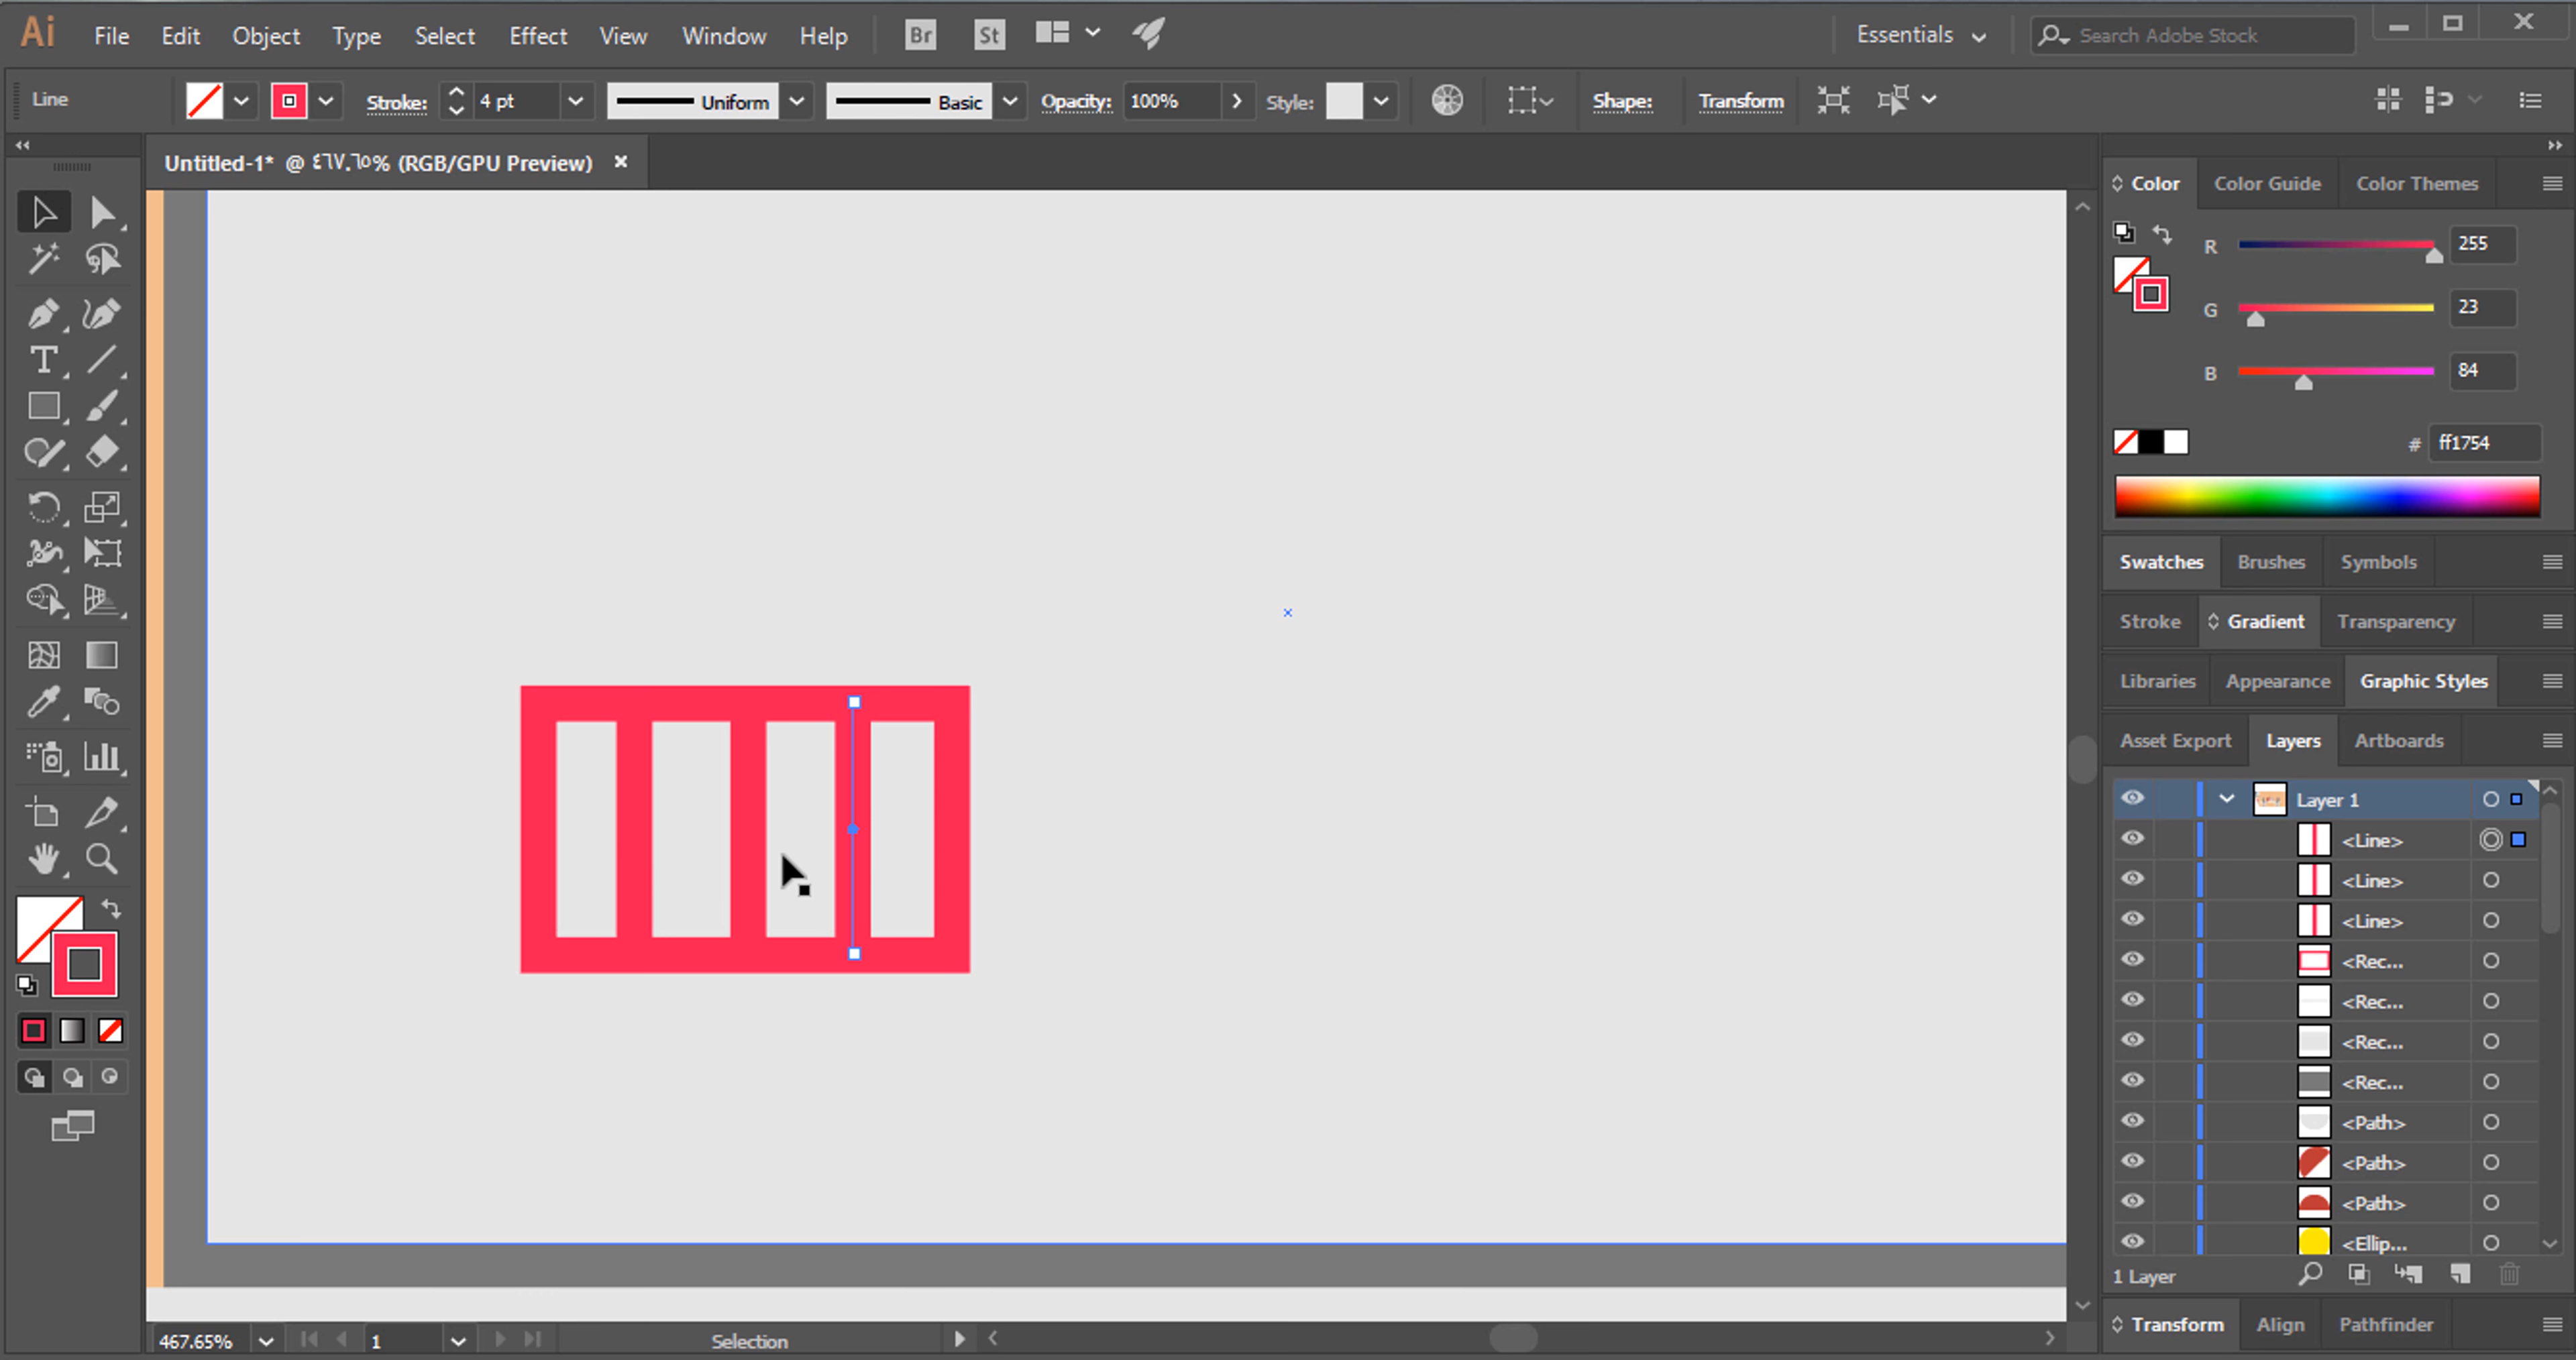 Ai File Edit Object Type Select Effect View Window Help Br St Essentials Search Adobe Stock
Line Stroke: 4 pt Uniform Basic Opacity: 100% Style: Shape: Transform
Untitled-1* @ ٤٦٧.٦٥% (RGB/GPU Preview)
Color Color Guide Color Themes
R 255
G 23
B 84
# ff1754
Swatches Brushes Symbols
Stroke Gradient Transparency
Libraries Appearance Graphic Styles
Asset Export Layers Artboards
Layer 1
<Line>
<Line>
<Line>
<Rec...
<Rec...
<Rec...
<Rec...
<Path>
<Path>
<Path>
<Ellip...
1 Layer
Transform Align Pathfinder
467.65% 1 Selection